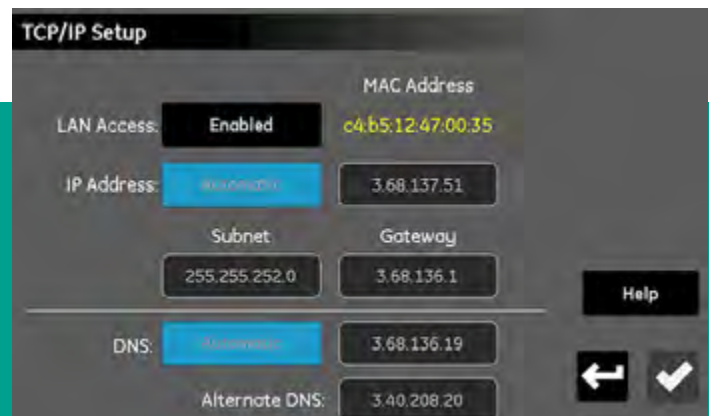 TCP/IP Setup
MAC Address
LAN Access: Enabled c4:b5:12:47:00:35
IP Address: Automatic 3.68.137.51
Subnet Gateway
255.255.252.0 3.68.136.1
Help
DNS: Automatic 3.68.136.19
Alternate DNS: 3.40.208.20